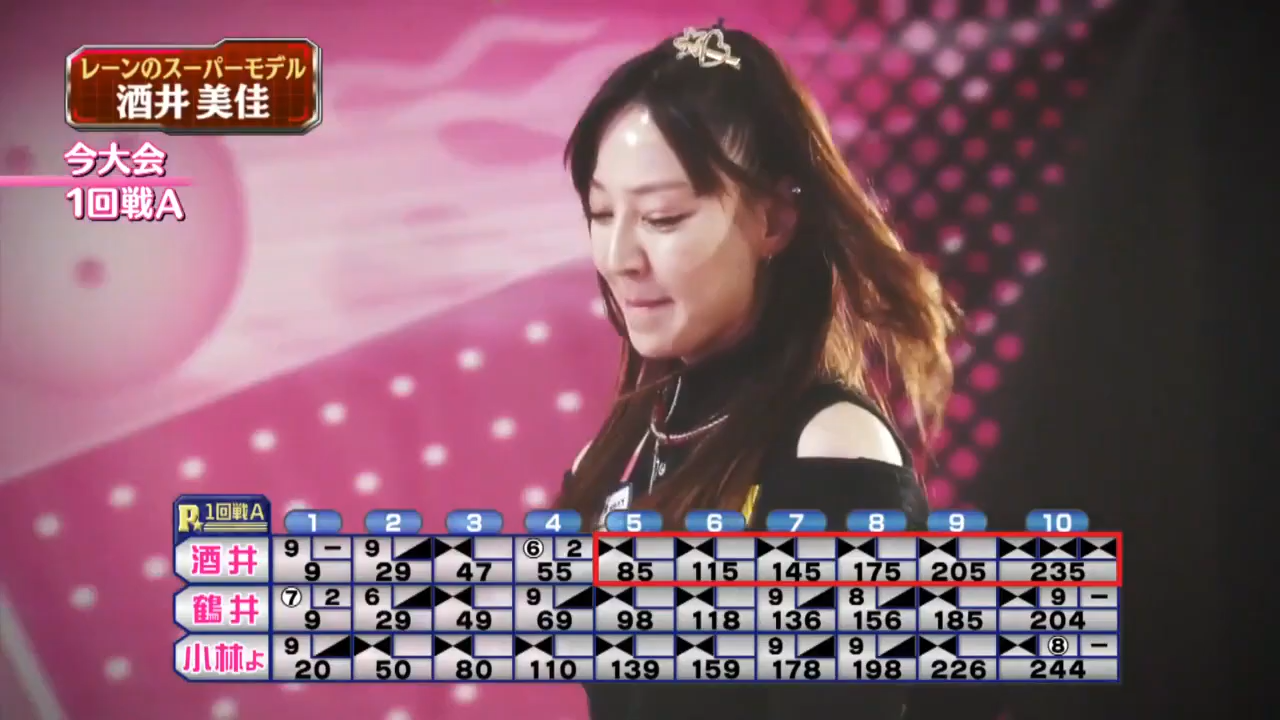 レーンのスーパーモデル
酒井 美佳
今大会
1回戦A
P★ 1回戦A 1 2 3 4 5 6 7 8 9 10
酒井 9 - 9 ⑥ 2
9 29 47 55 85 115 145 175 205 235
鶴井 ⑦ 2 6 9 9 8 9 -
9 29 49 69 98 118 136 156 185 204
小林よ 9 9 9 ⑧ -
20 50 80 110 139 159 178 198 226 244